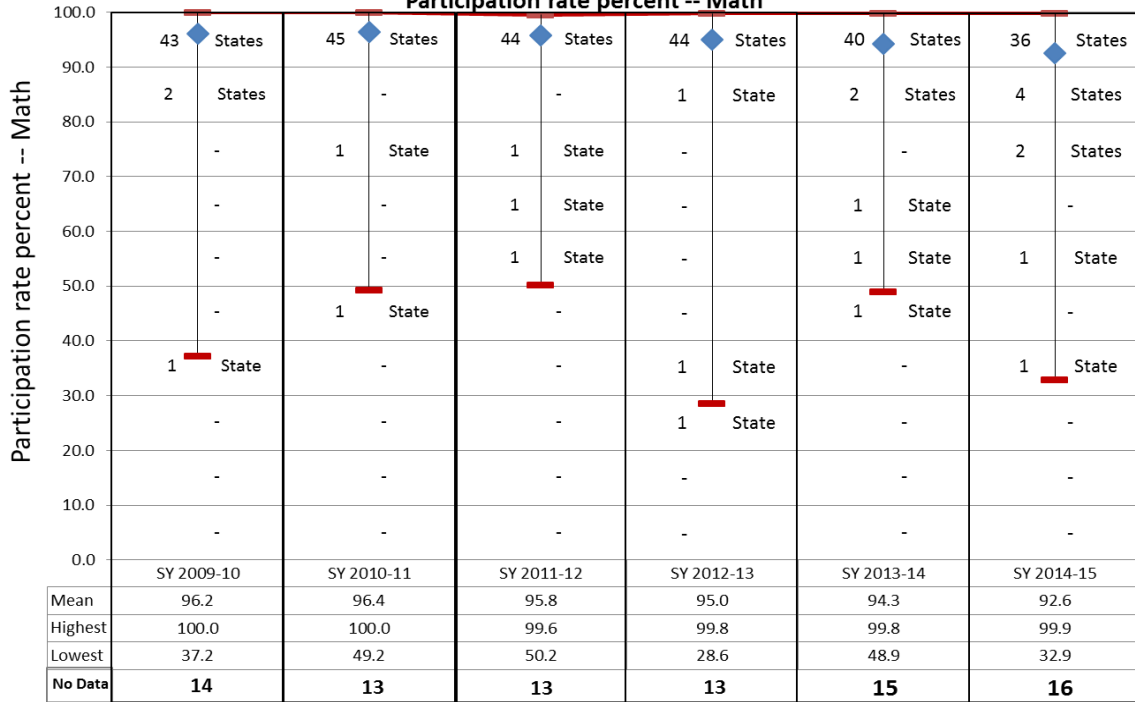 Participation rate percent -- Math
Participation rate percent -- Math
100.0 43 States 45 States 44 States 44 States 40 States 36 States
90.0
2 States - - 1 State 2 States 4 States
80.0
- 1 State 1 State - - 2 States
70.0
- - 1 State - 1 State -
60.0
- - 1 State - 1 State 1 State
50.0
- 1 State - - 1 State -
40.0
1 State - - 1 State - 1 State
30.0
- - - 1 State - -
20.0
- - - - - -
10.0
- - - - - -
0.0
SY 2009-10 SY 2010-11 SY 2011-12 SY 2012-13 SY 2013-14 SY 2014-15
Mean 96.2 96.4 95.8 95.0 94.3 92.6
Highest 100.0 100.0 99.6 99.8 99.8 99.9
Lowest 37.2 49.2 50.2 28.6 48.9 32.9
No Data 14 13 13 13 15 16